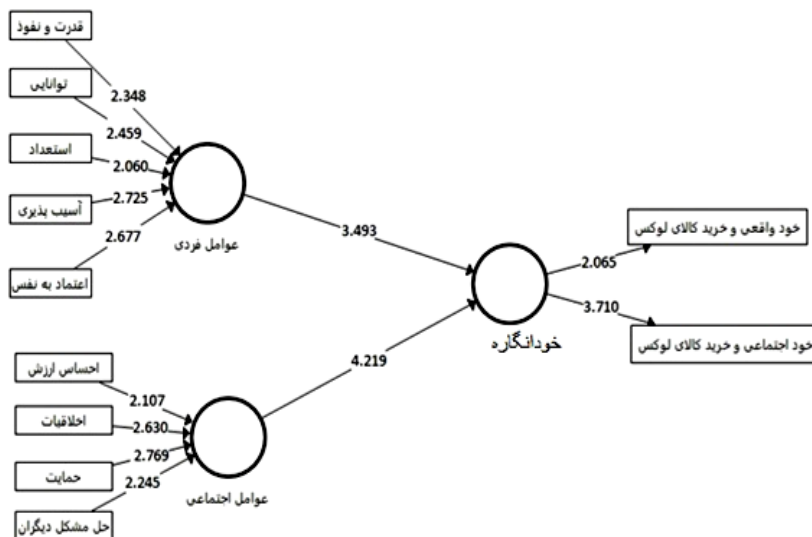 قدرت و نفوذ
2.348
توانایی
2.459
استعداد
2.060
آسیب پذیری
2.725
2.677
اعتماد به نفس
عوامل فردی
3.493
خود واقعی و خرید کالای لوکس
2.065
3.710
خود اجتماعی و خرید کالای لوکس
خودانگاره
4.219
احساس ارزش
2.107
اخلاقیات
2.630
2.769
حمایت
2.245
حل مشکل دیگران
عوامل اجتماعی